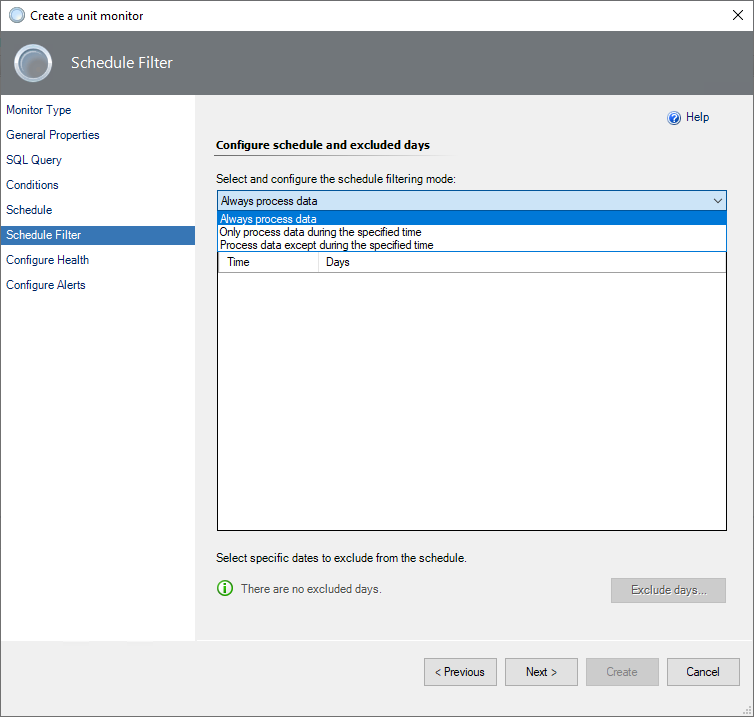 Create a unit monitor
Schedule Filter
Monitor Type
General Properties
SQL Query
Conditions
Schedule
Schedule Filter
Configure Health
Configure Alerts
Help
Configure schedule and excluded days
Select and configure the schedule filtering mode:
Always process data
Always process data
Only process data during the specified time
Process data except during the specified time
Time Days
Select specific dates to exclude from the schedule.
There are no excluded days.
Exclude days...
< Previous Next > Create Cancel